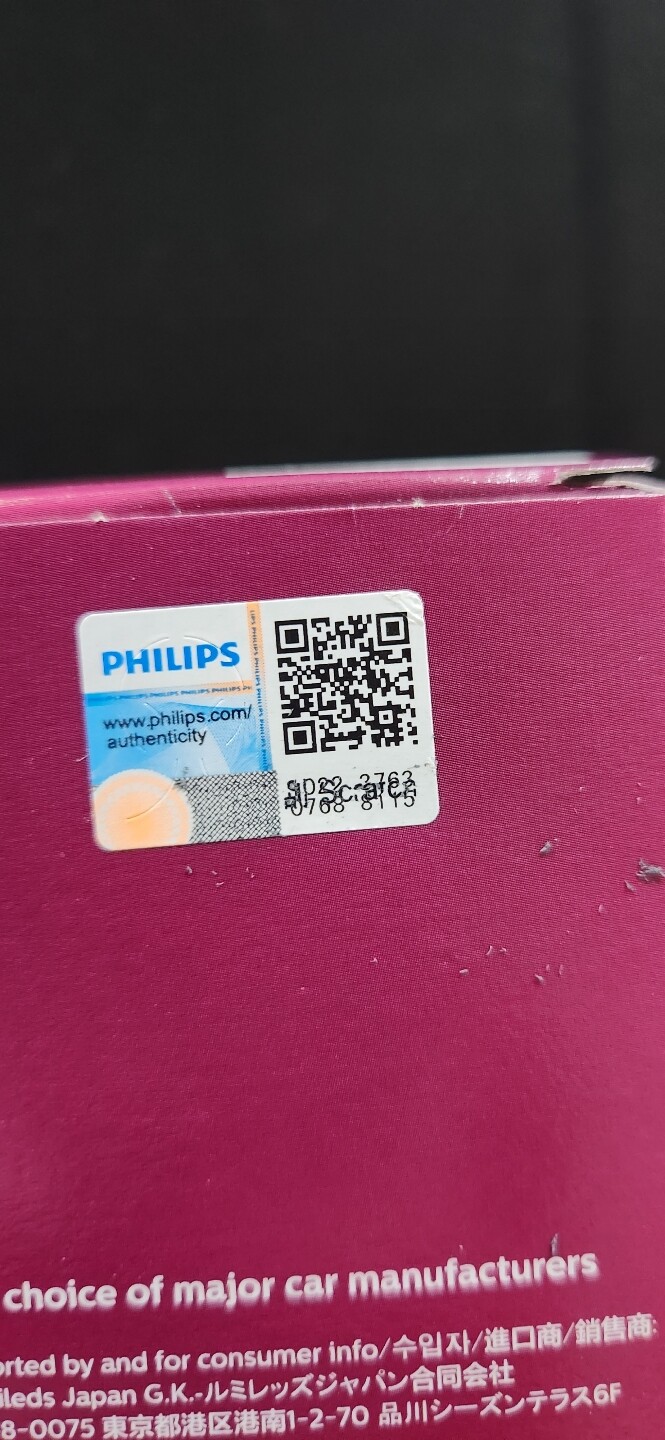 PHILIPS
www.philips.com/
authenticity
choice of major car manufacturers
orted by and for consumer info/수입자/進口商/銷售商:
ileds Japan G.K.-ルミレッズジャパン合同会社
8-0075 東京都港区港南1-2-70 品川シーズンテラス6F